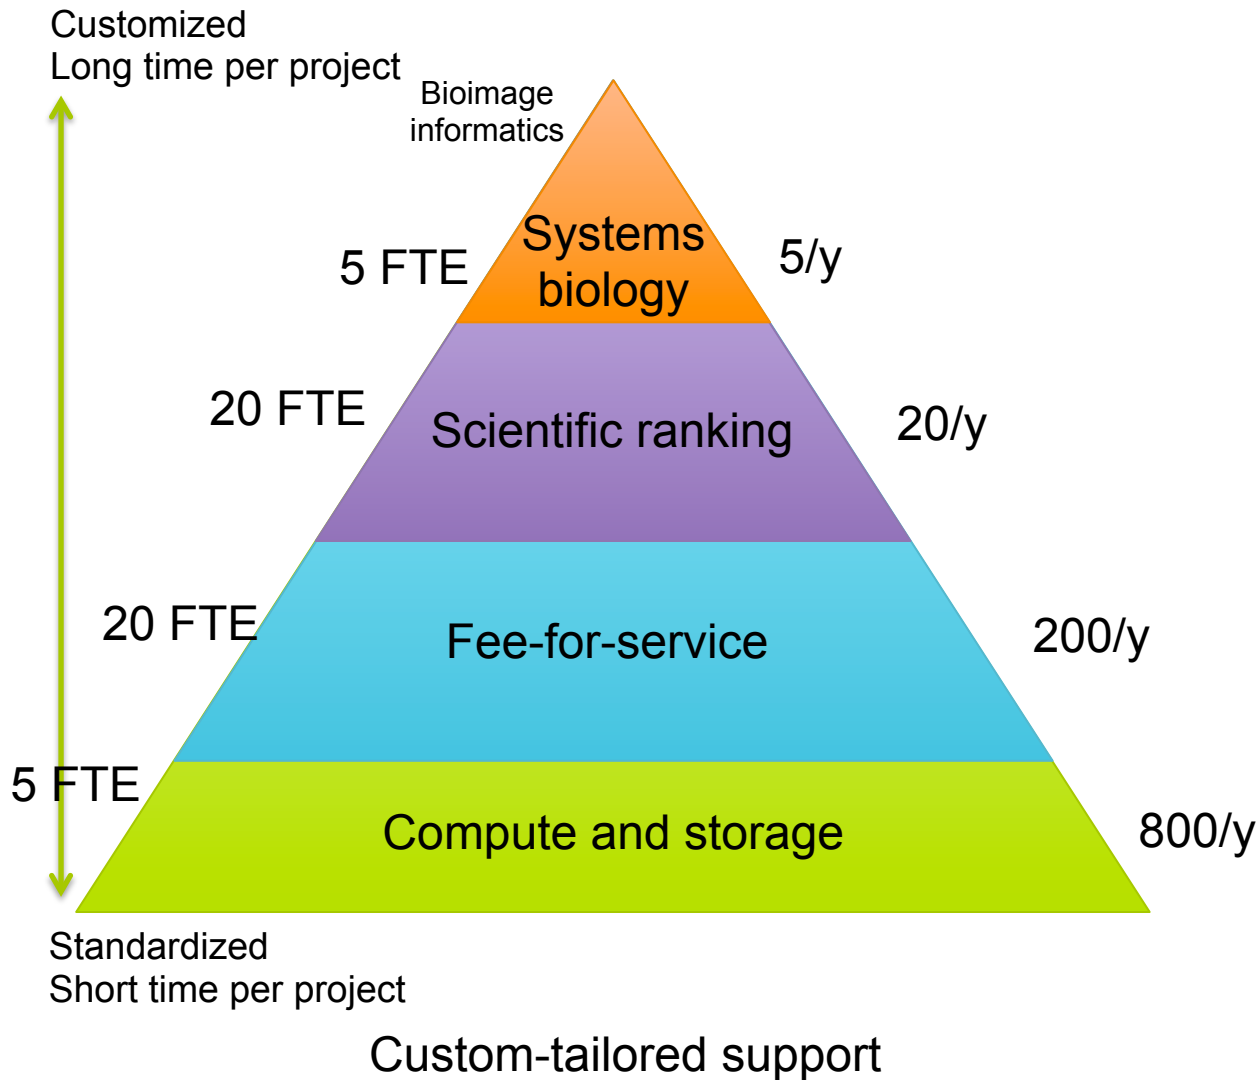 Customized
Long time per project
Bioimage
informatics
Systems
biology
5 FTE
5/y
20 FTE
Scientific ranking
20/y
20 FTE
Fee-for-service
200/y
5 FTE
Compute and storage
800/y
Standardized
Short time per project
Custom-tailored support